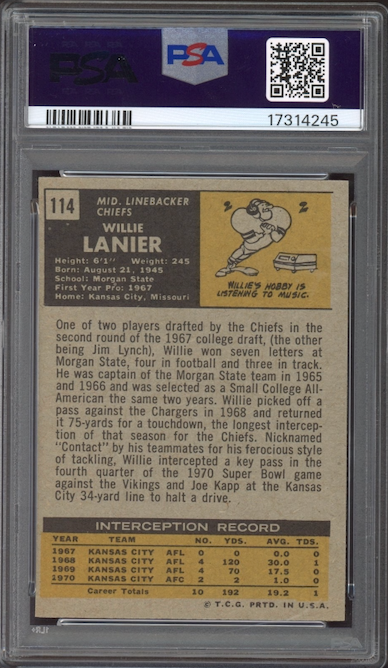 PSA
PSA
17314245
114
MID. LINEBACKER
CHIEFS
WILLIE
LANIER
Height: 6'1" Weight: 245
Born: August 21, 1945
School: Morgan State
First Year Pro: 1967
Home: Kansas City, Missouri
WILLIE'S HOBBY IS
LISTENING TO MUSIC.
One of two players drafted by the Chiefs in the
second round of the 1967 college draft, (the other
being Jim Lynch), Willie won seven letters at
Morgan State, four in football and three in track.
He was captain of the Morgan State team in 1965
and 1966 and was selected as a Small College All-
American the same two years. Willie picked off a
pass against the Chargers in 1968 and returned
it 75-yards for a touchdown, the longest intercep-
tion of that season for the Chiefs. Nicknamed
"Contact" by his teammates for his ferocious style
of tackling, Willie intercepted a key pass in the
fourth quarter of the 1970 Super Bowl game
against the Vikings and Joe Kapp at the Kansas
City 34-yard line to halt a drive.
INTERCEPTION RECORD
YEAR TEAM NO. YDS. AVG. TDS.
1967 KANSAS CITY AFL 0 0 0.0 0
1968 KANSAS CITY AFL 4 120 30.0 1
1969 KANSAS CITY AFL 4 70 17.5 0
1970 KANSAS CITY AFC 2 2 1.0 0
Career Totals 10 192 19.2 1
© T.C.G. PRTD. IN U.S.A.